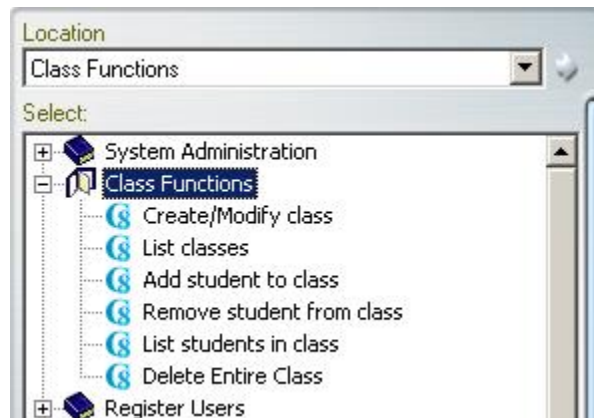 Location
Class Functions
Select:
System Administration
Class Functions
Create/Modify class
List classes
Add student to class
Remove student from class
List students in class
Delete Entire Class
Register Users